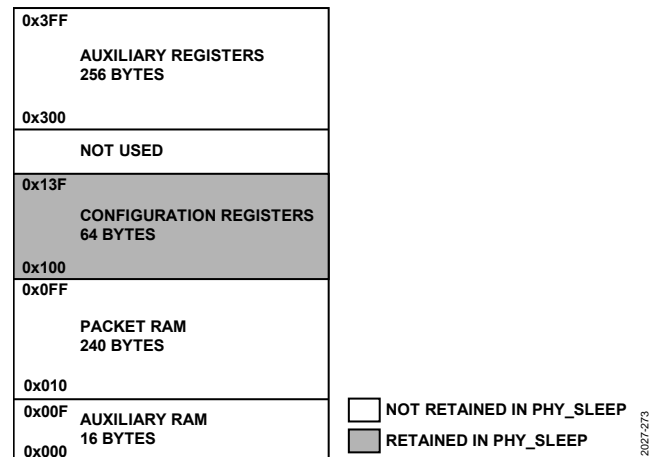 0x3FF
AUXILIARY REGISTERS
256 BYTES
0x300
NOT USED
0x13F
CONFIGURATION REGISTERS
64 BYTES
0x100
0x0FF
PACKET RAM
240 BYTES
0x010
0x00F
AUXILIARY RAM
16 BYTES
0x000
NOT RETAINED IN PHY_SLEEP
RETAINED IN PHY_SLEEP
2027-273